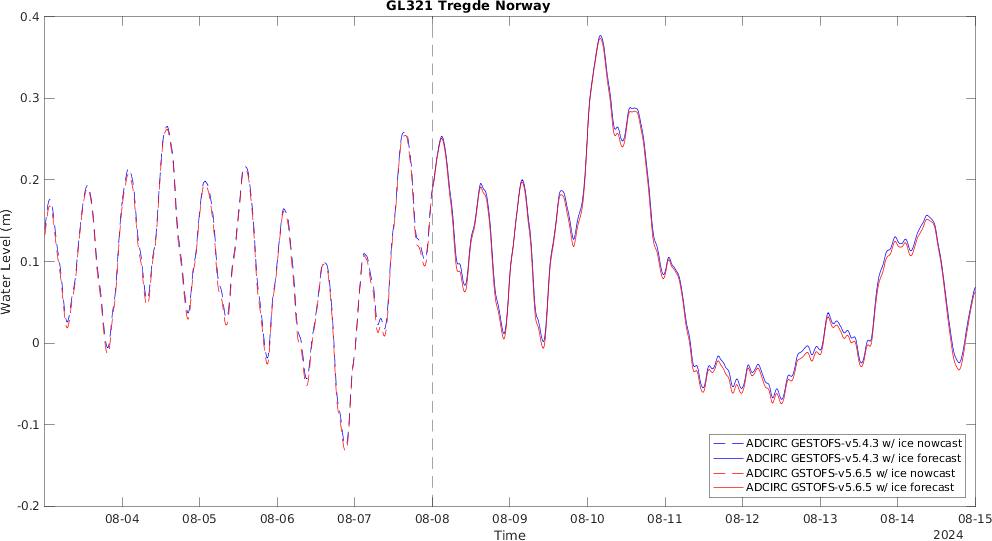 GL321 Tregde Norway
Water Level (m)
0.4
0.3
0.2
0.1
0
-0.1
-0.2
ADCIRC GESTOFS-v5.4.3 w/ ice nowcast
ADCIRC GESTOFS-v5.4.3 w/ ice forecast
ADCIRC GSTOFS-v5.6.5 w/ ice nowcast
ADCIRC GSTOFS-v5.6.5 w/ ice forecast
08-04 08-05 08-06 08-07 08-08 08-09 08-10 08-11 08-12 08-13 08-14 08-15
Time
2024